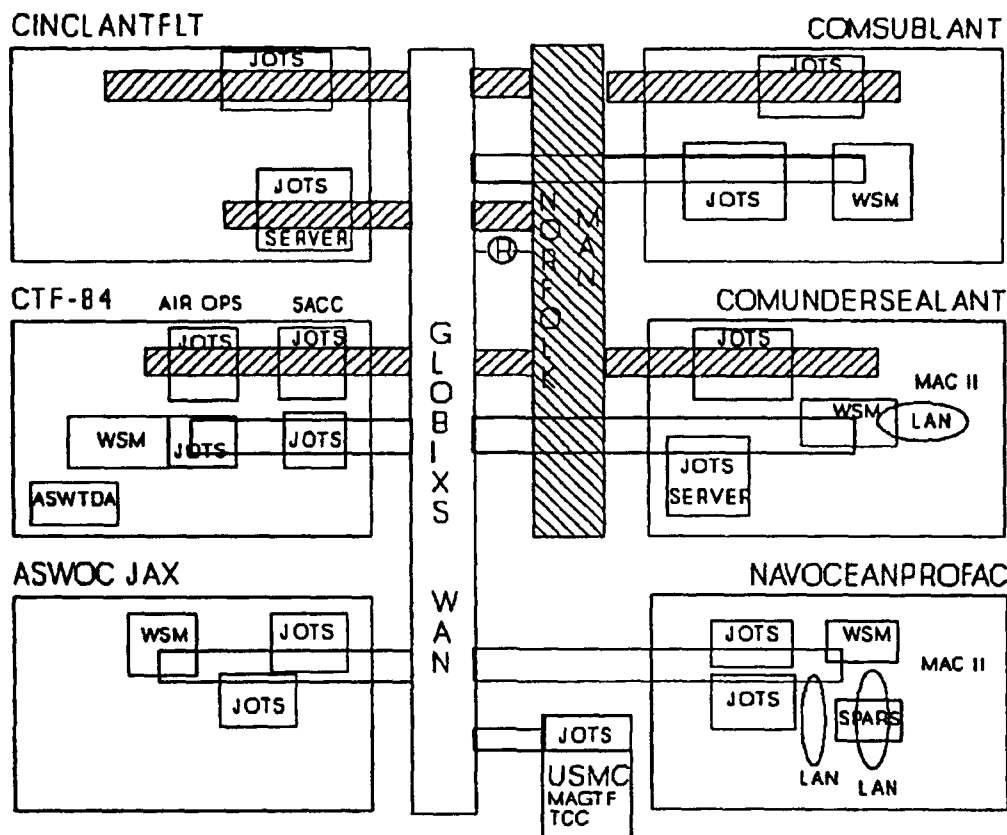 CINCLANTFLT
JOTS
JOTS
SERVER
COMSUBLANT
JOTS
JOTS
WSM
NORFOLK
MAN
R
CTF-84
AIR OPS
SACC
JOTS
JOTS
WSM
JOTS
JOTS
ASWTDA
GLOBIXS
WAN
COMUNDERSEALANT
JOTS
MAC II
WSM
LAN
JOTS
SERVER
ASWOC JAX
WSM
JOTS
JOTS
NAVOCEANPROFAC
JOTS
WSM
MAC II
JOTS
SPARS
LAN
LAN
JOTS
USMC
MAGTF
TCC